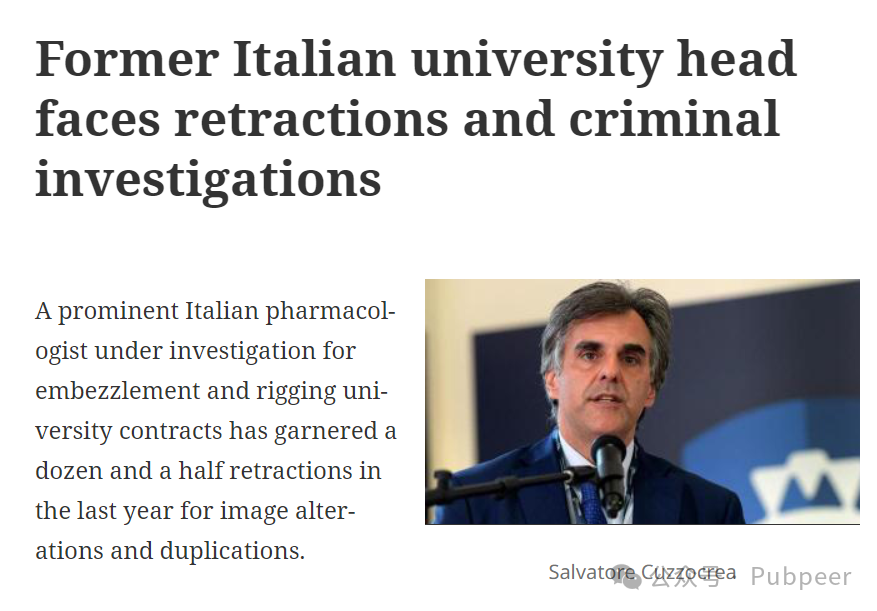 Former Italian university head
faces retractions and criminal
investigations
A prominent Italian pharmacol-
ogist under investigation for
embezzlement and rigging uni-
versity contracts has garnered a
dozen and a half retractions in
the last year for image alter-
ations and duplications.
Salvatore Cuzzocrea
公众号 · Pubpeer